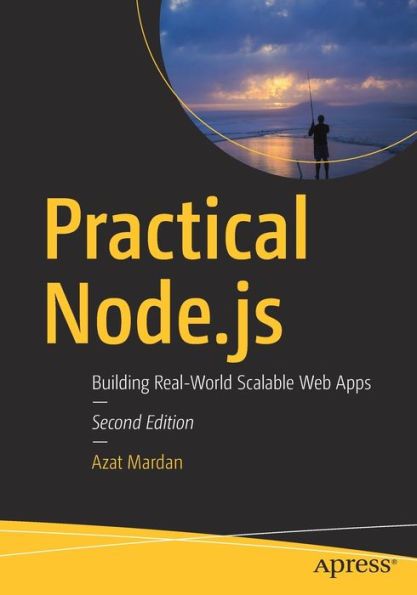 Practical
Node.js
Building Real-World Scalable Web Apps
Second Edition
Azat Mardan
Apress®